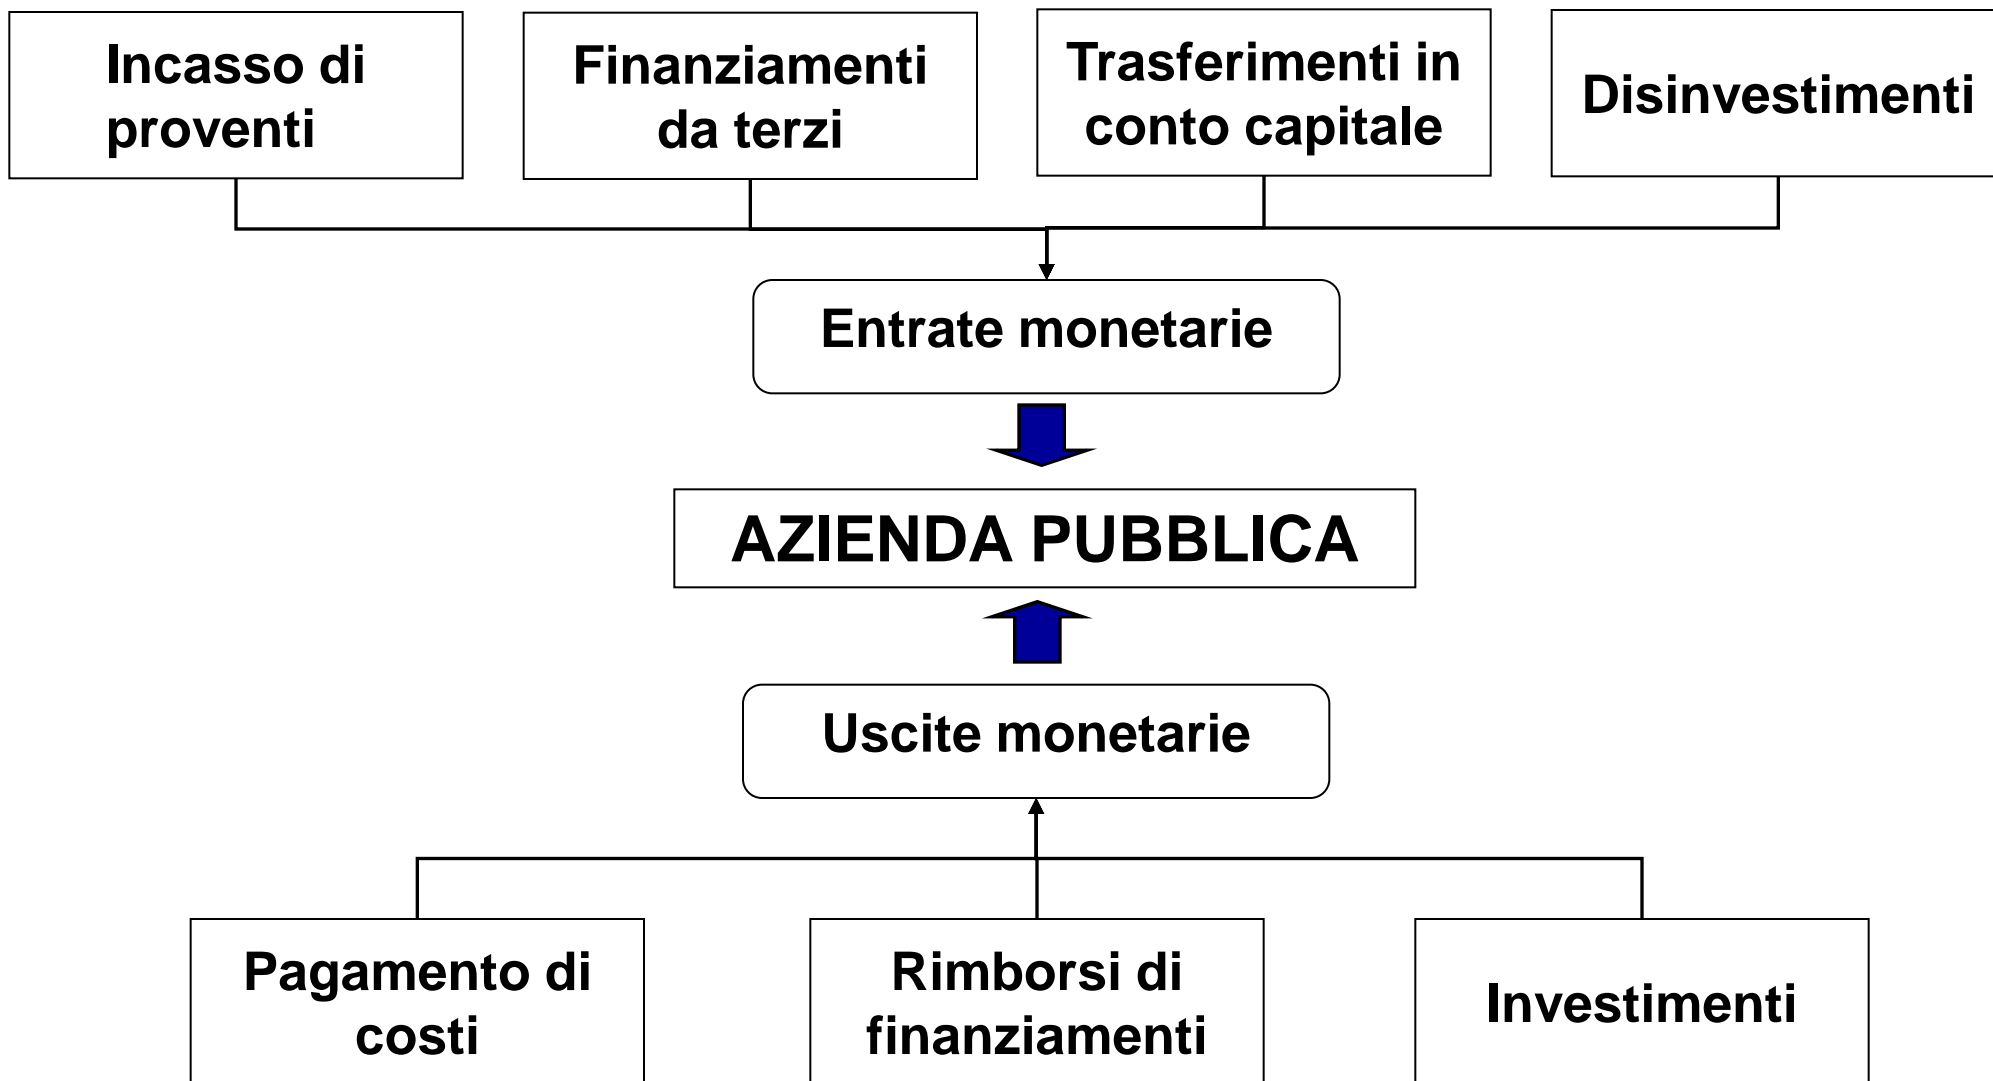 Incasso di
proventi
Finanziamenti
da terzi
Trasferimenti in
conto capitale
Disinvestimenti
Entrate monetarie
AZIENDA PUBBLICA
Uscite monetarie
Pagamento di
costi
Rimborsi di
finanziamenti
Investimenti